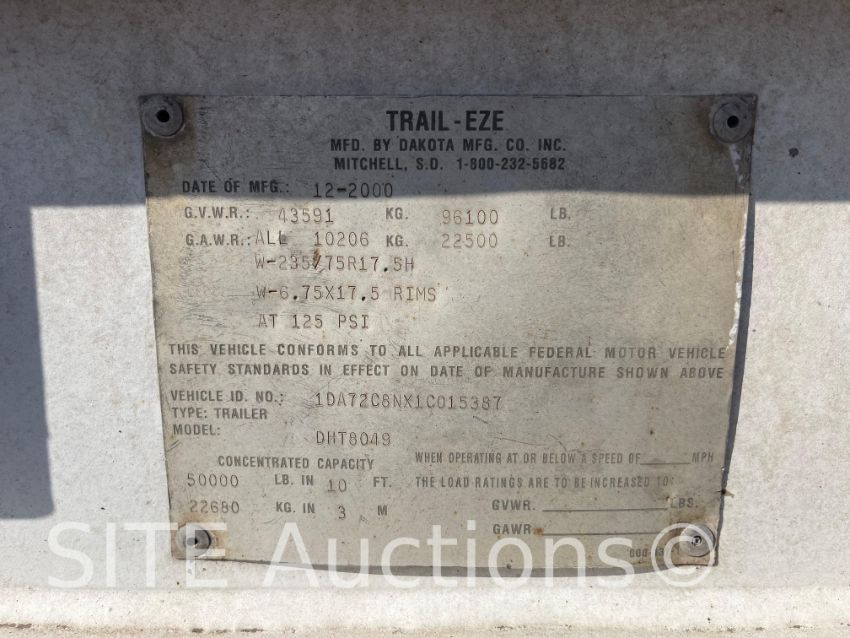 TRAIL-EZE
MFD. BY DAKOTA MFG. CO. INC.
MITCHELL, S.D. 1-800-232-5682
DATE OF MFG.: 12-2000
G.V.W.R.: 43591 KG. 96100 LB.
G.A.W.R.: ALL 10206 KG. 22500 LB.
W-235/75R17.5H
W-6.75X17.5 RIMS
AT 125 PSI
THIS VEHICLE CONFORMS TO ALL APPLICABLE FEDERAL MOTOR VEHICLE
SAFETY STANDARDS IN EFFECT ON DATE OF MANUFACTURE SHOWN ABOVE
VEHICLE ID. NO.: 1DA72C8NX1C015387
TYPE: TRAILER
MODEL: DHT8049
CONCENTRATED CAPACITY
50000 LB. IN 10 FT.
22680 KG. IN 3 M
WHEN OPERATING AT OR BELOW A SPEED OF ____ MPH
THE LOAD RATINGS ARE TO BE INCREASED TO:
GVWR. ____ LBS.
GAWR. ____
SITE Auctions©